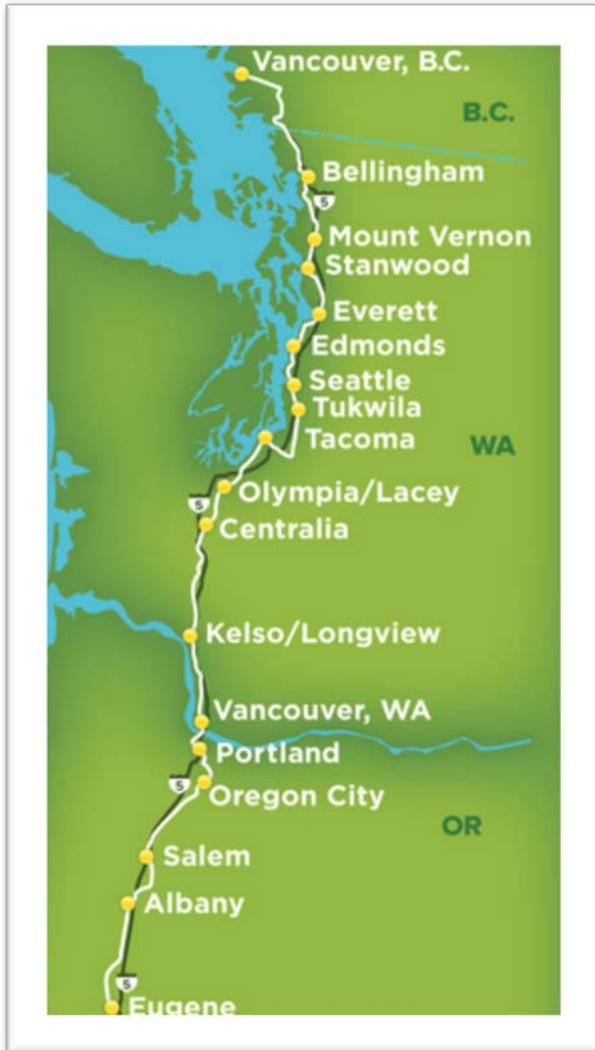 Vancouver, B.C.
B.C.
Bellingham
5
Mount Vernon
Stanwood
Everett
Edmonds
Seattle
Tukwila
Tacoma
WA
Olympia/Lacey
5
Centralia
Kelso/Longview
Vancouver, WA
Portland
5
Oregon City
OR
Salem
Albany
5
Eugene